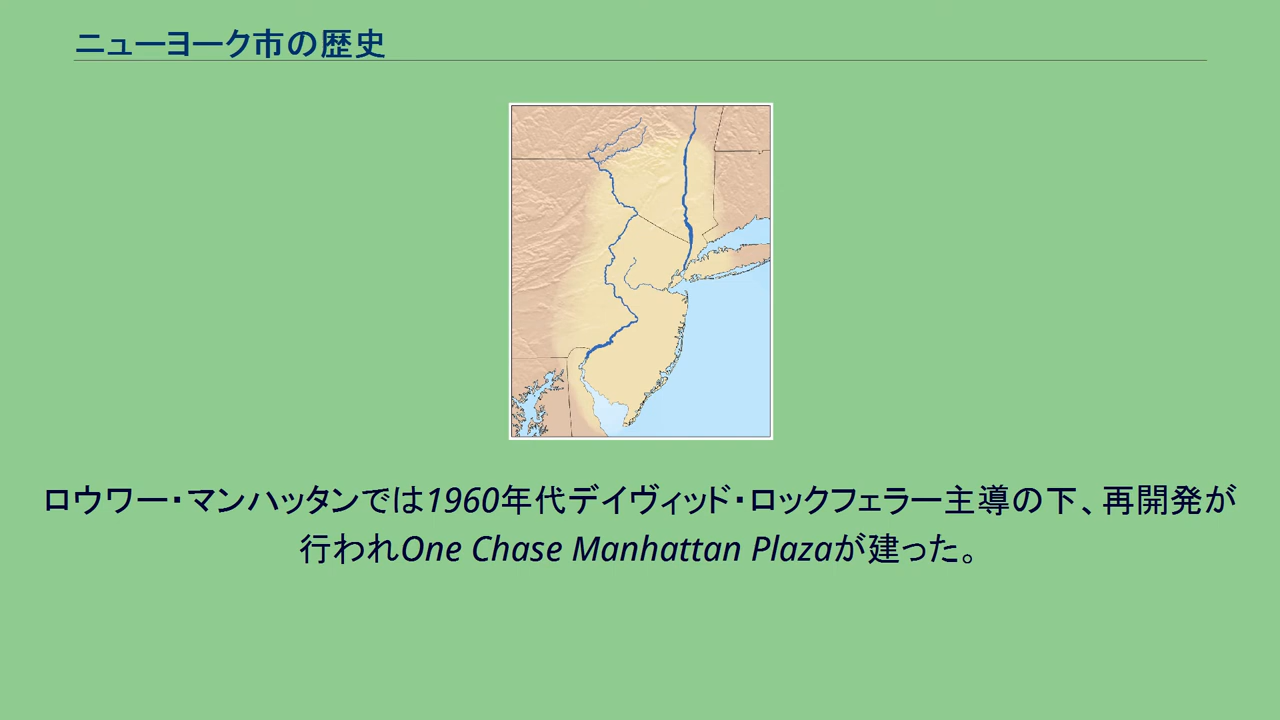 ニューヨーク市の歴史
ロウワー・マンハッタンでは1960年代デイヴィッド・ロックフェラー主導の下、再開発が
行われOne Chase Manhattan Plazaが建った。